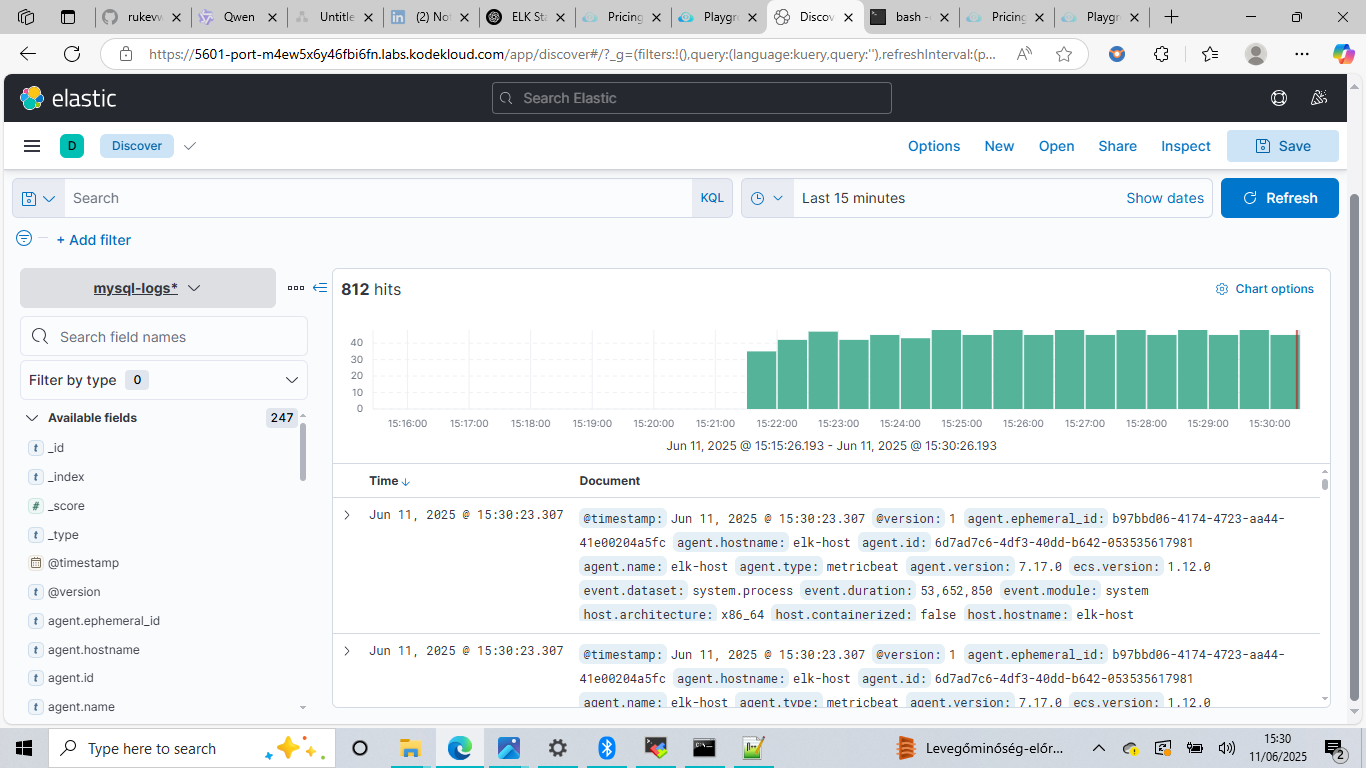 rukevw
Qwen
Untitle
(2) Not
ELK Sta
Pricing
Playgr
Discov
bash -
Pricing
Playgr
https://5601-port-m4ew5x6y46fbi6fn.labs.kodekloud.com/app/discover#/?_g=(filters:!(),query:(language:kuery,query:''),refreshInterval:(p...
elastic
Search Elastic
D
Discover
Options
New
Open
Share
Inspect
Save
Search
KQL
Last 15 minutes
Show dates
Refresh
+ Add filter
mysql-logs*
Search field names
Filter by type 0
Available fields 247
t _id
t _index
# _score
t _type
@timestamp
t @version
t agent.ephemeral_id
t agent.hostname
t agent.id
t agent.name
812 hits
Chart options
40
30
20
10
0
15:16:00 15:17:00 15:18:00 15:19:00 15:20:00 15:21:00 15:22:00 15:23:00 15:24:00 15:25:00 15:26:00 15:27:00 15:28:00 15:29:00 15:30:00
Jun 11, 2025 @ 15:15:26.193 - Jun 11, 2025 @ 15:30:26.193
Time Document
Jun 11, 2025 @ 15:30:23.307
@timestamp: Jun 11, 2025 @ 15:30:23.307 @version: 1 agent.ephemeral_id: b97bbd06-4174-4723-aa44-
41e00204a5fc agent.hostname: elk-host agent.id: 6d7ad7c6-4df3-40dd-b642-053535617981
agent.name: elk-host agent.type: metricbeat agent.version: 7.17.0 ecs.version: 1.12.0
event.dataset: system.process event.duration: 53,652,850 event.module: system
host.architecture: x86_64 host.containerized: false host.hostname: elk-host
Jun 11, 2025 @ 15:30:23.307
@timestamp: Jun 11, 2025 @ 15:30:23.307 @version: 1 agent.ephemeral_id: b97bbd06-4174-4723-aa44-
41e00204a5fc agent.hostname: elk-host agent.id: 6d7ad7c6-4df3-40dd-b642-053535617981
agent.name: elk-host agent.type: metricbeat agent.version: 7.17.0 ecs.version: 1.12.0
Type here to search
Levegőminőség-előr...
15:30
11/06/2025
2